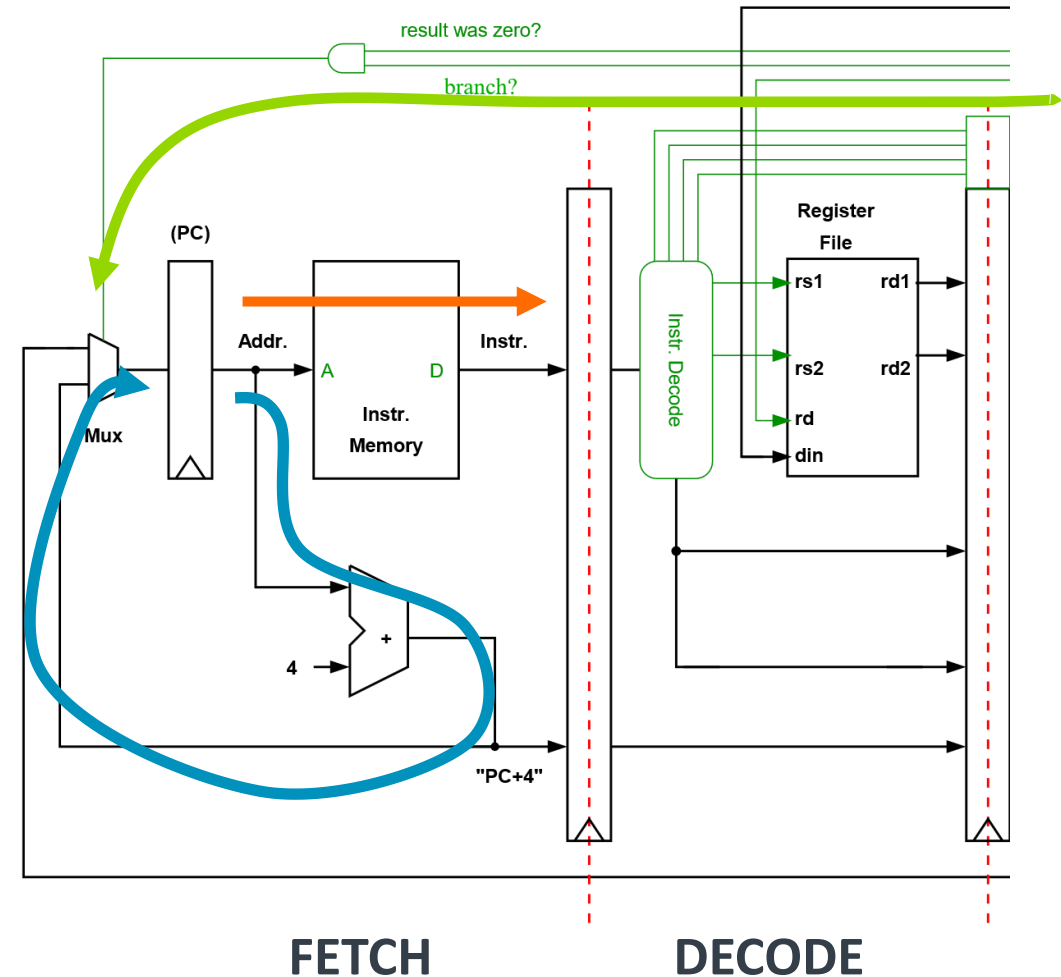 result was zero?
branch?
(PC)
Register
File
rs1
rd1
Addr.
Instr.
A
D
rs2
rd2
Instr. Decode
Instr.
Memory
rd
Mux
din
+
4
"PC+4"
FETCH
DECODE